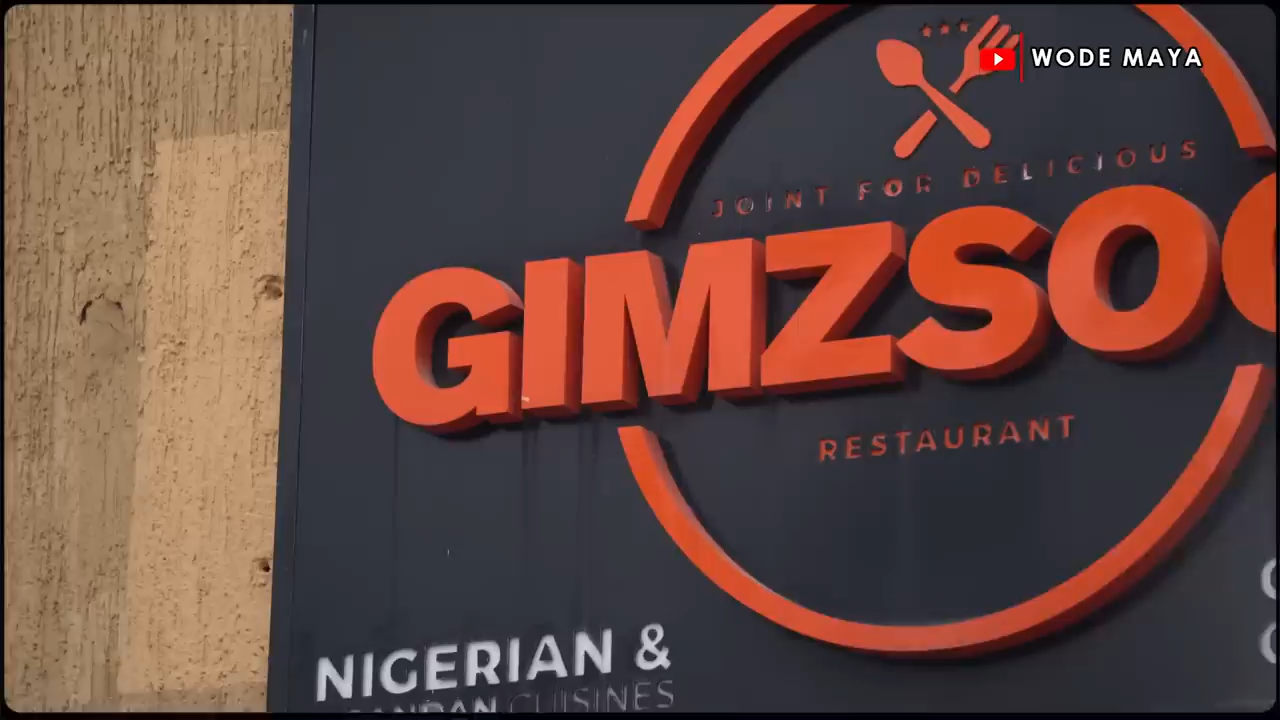 WODE MAYA
JOINT FOR DELICIOUS
GIMZSO
RESTAURANT
NIGERIAN &
CUISINES